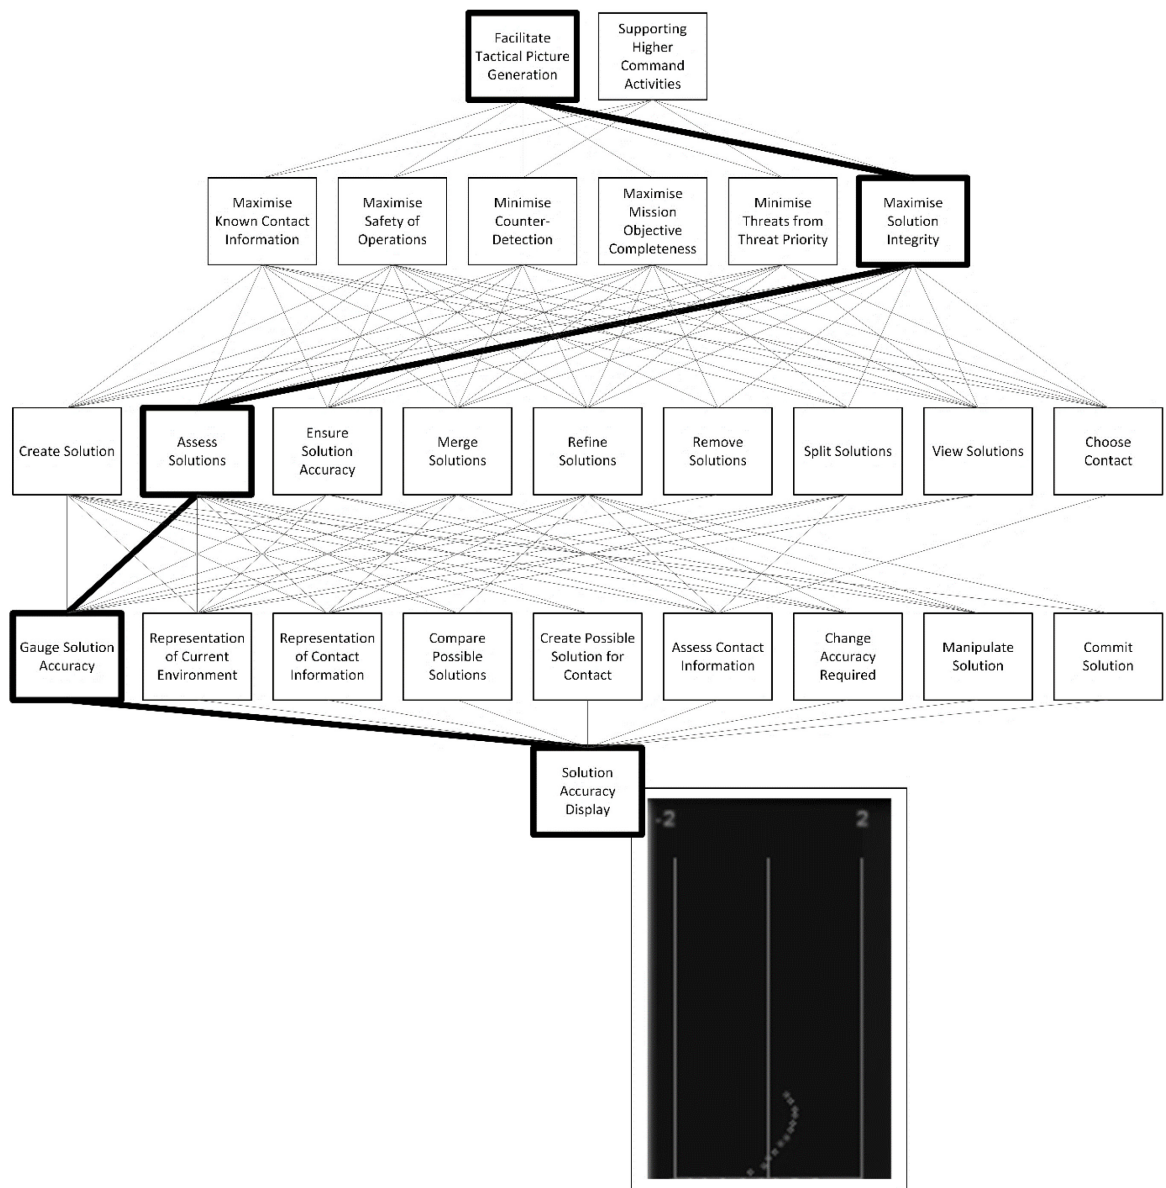 Facilitate
Tactical Picture
Generation
Supporting
Higher
Command
Activities
Maximise
Known Contact
Information
Maximise
Safety of
Operations
Minimise
Counter-
Detection
Maximise
Mission
Objective
Completeness
Minimise
Threats from
Threat Priority
Maximise
Solution
Integrity
Create Solution
Assess
Solutions
Ensure
Solution
Accuracy
Merge
Solutions
Refine
Solutions
Remove
Solutions
Split Solutions
View Solutions
Choose
Contact
Gauge Solution
Accuracy
Representation
of Current
Environment
Representation
of Contact
Information
Compare
Possible
Solutions
Create Possible
Solution for
Contact
Assess Contact
Information
Change
Accuracy
Required
Manipulate
Solution
Commit
Solution
Solution
Accuracy
Display
-2 2